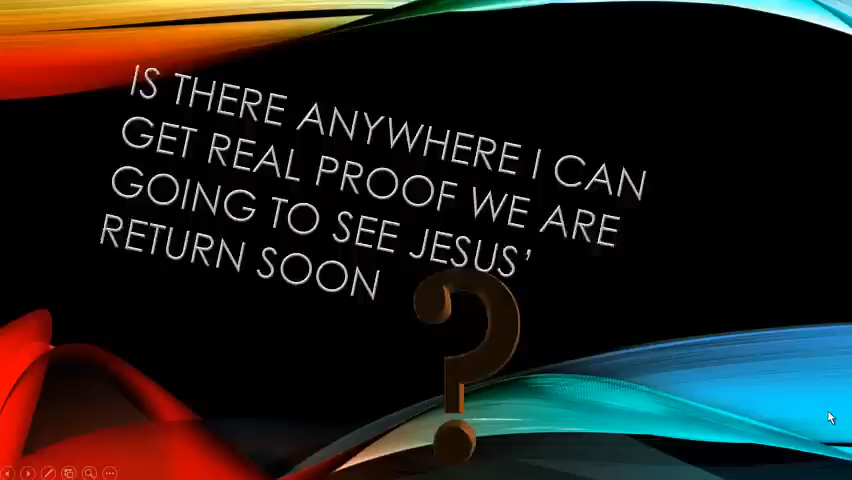 IS THERE ANYWHERE I CAN
GET REAL PROOF WE ARE
GOING TO SEE JESUS’
RETURN SOON
?